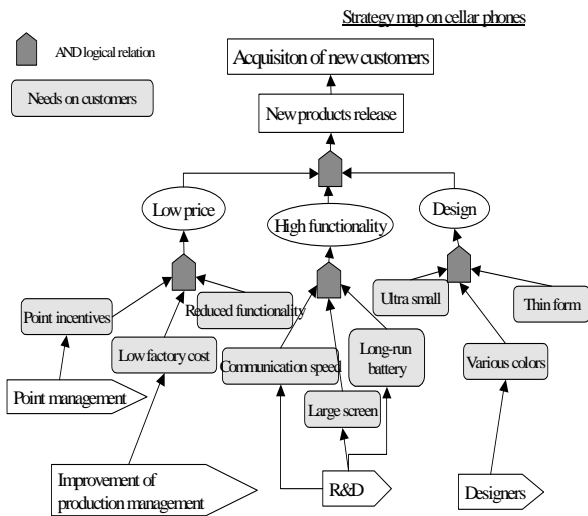 Strategy map on cellar phones
AND logical relation
Needs on customers
Acquisiton of new customers
New products release
Low price
High functionality
Design
Point incentives
Reduced functionality
Low factory cost
Communication speed
Long-run
battery
Large screen
Ultra small
Thin form
Various colors
Point management
Improvement of
production management
R&D
Designers